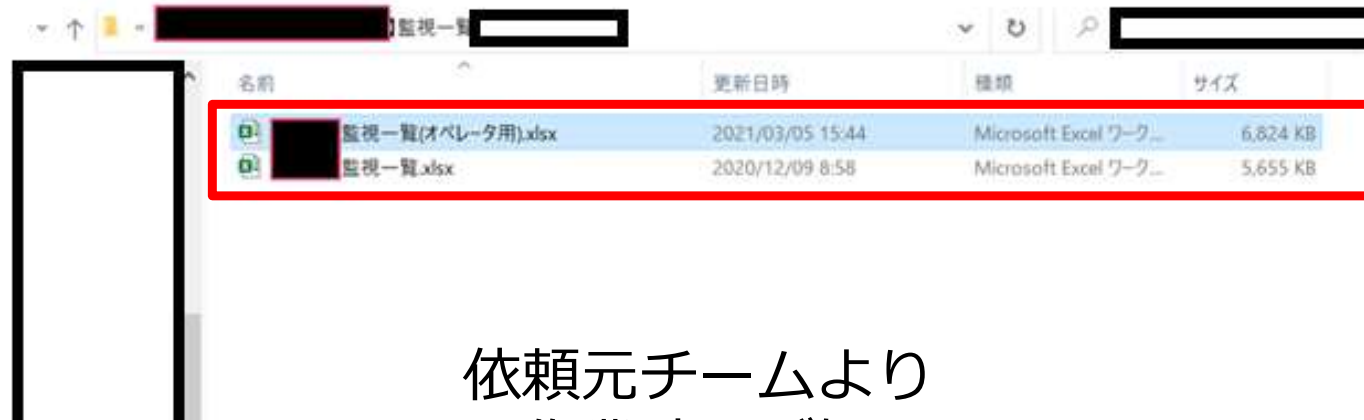 監視一覧
名前 更新日時 種類 サイズ
監視一覧(オペレータ用).xlsx 2021/03/05 15:44 Microsoft Excel ワーク... 6,824 KB
監視一覧.xlsx 2020/12/09 8:58 Microsoft Excel ワーク... 5,655 KB
依頼元チームより